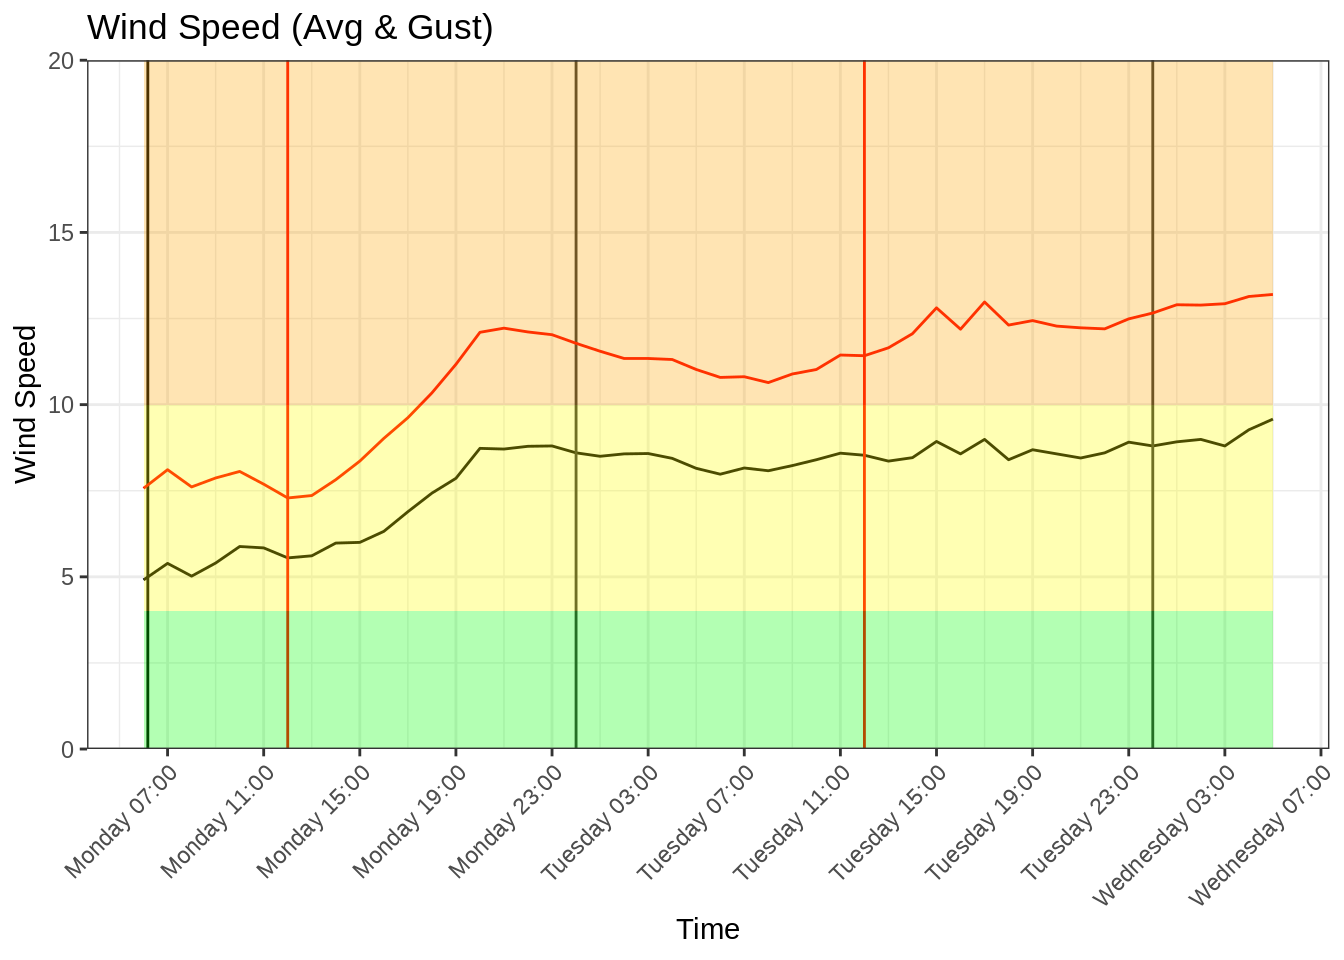 Wind Speed (Avg & Gust)
20
15
10
5
0
Wind Speed
Monday 07:00
Monday 11:00
Monday 15:00
Monday 19:00
Monday 23:00
Tuesday 03:00
Tuesday 07:00
Tuesday 11:00
Tuesday 15:00
Tuesday 19:00
Tuesday 23:00
Wednesday 03:00
Wednesday 07:00
Time